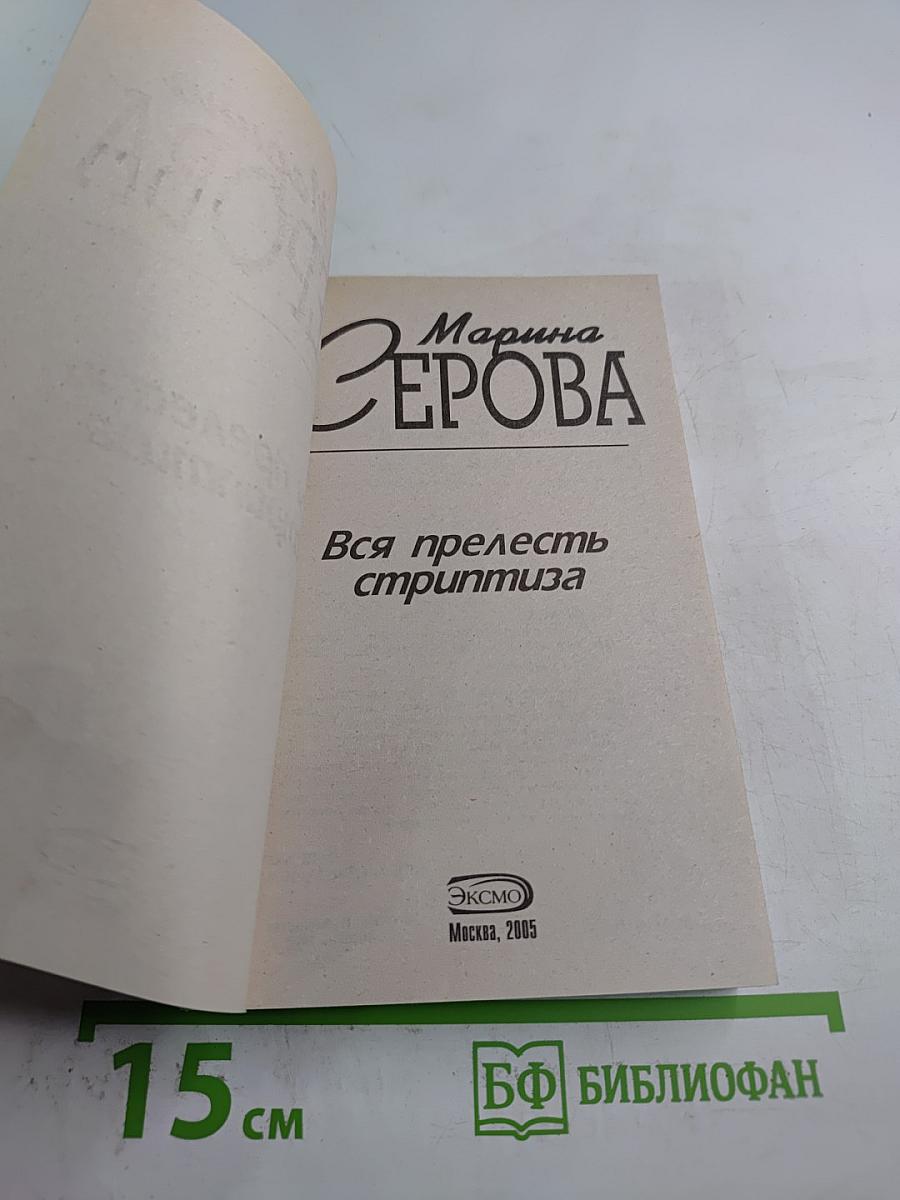 Марина
СЕРОВА
Вся прелесть
стриптиза
ЭКСМО
Москва, 2005
15 см
БФ БИБЛИОФАН